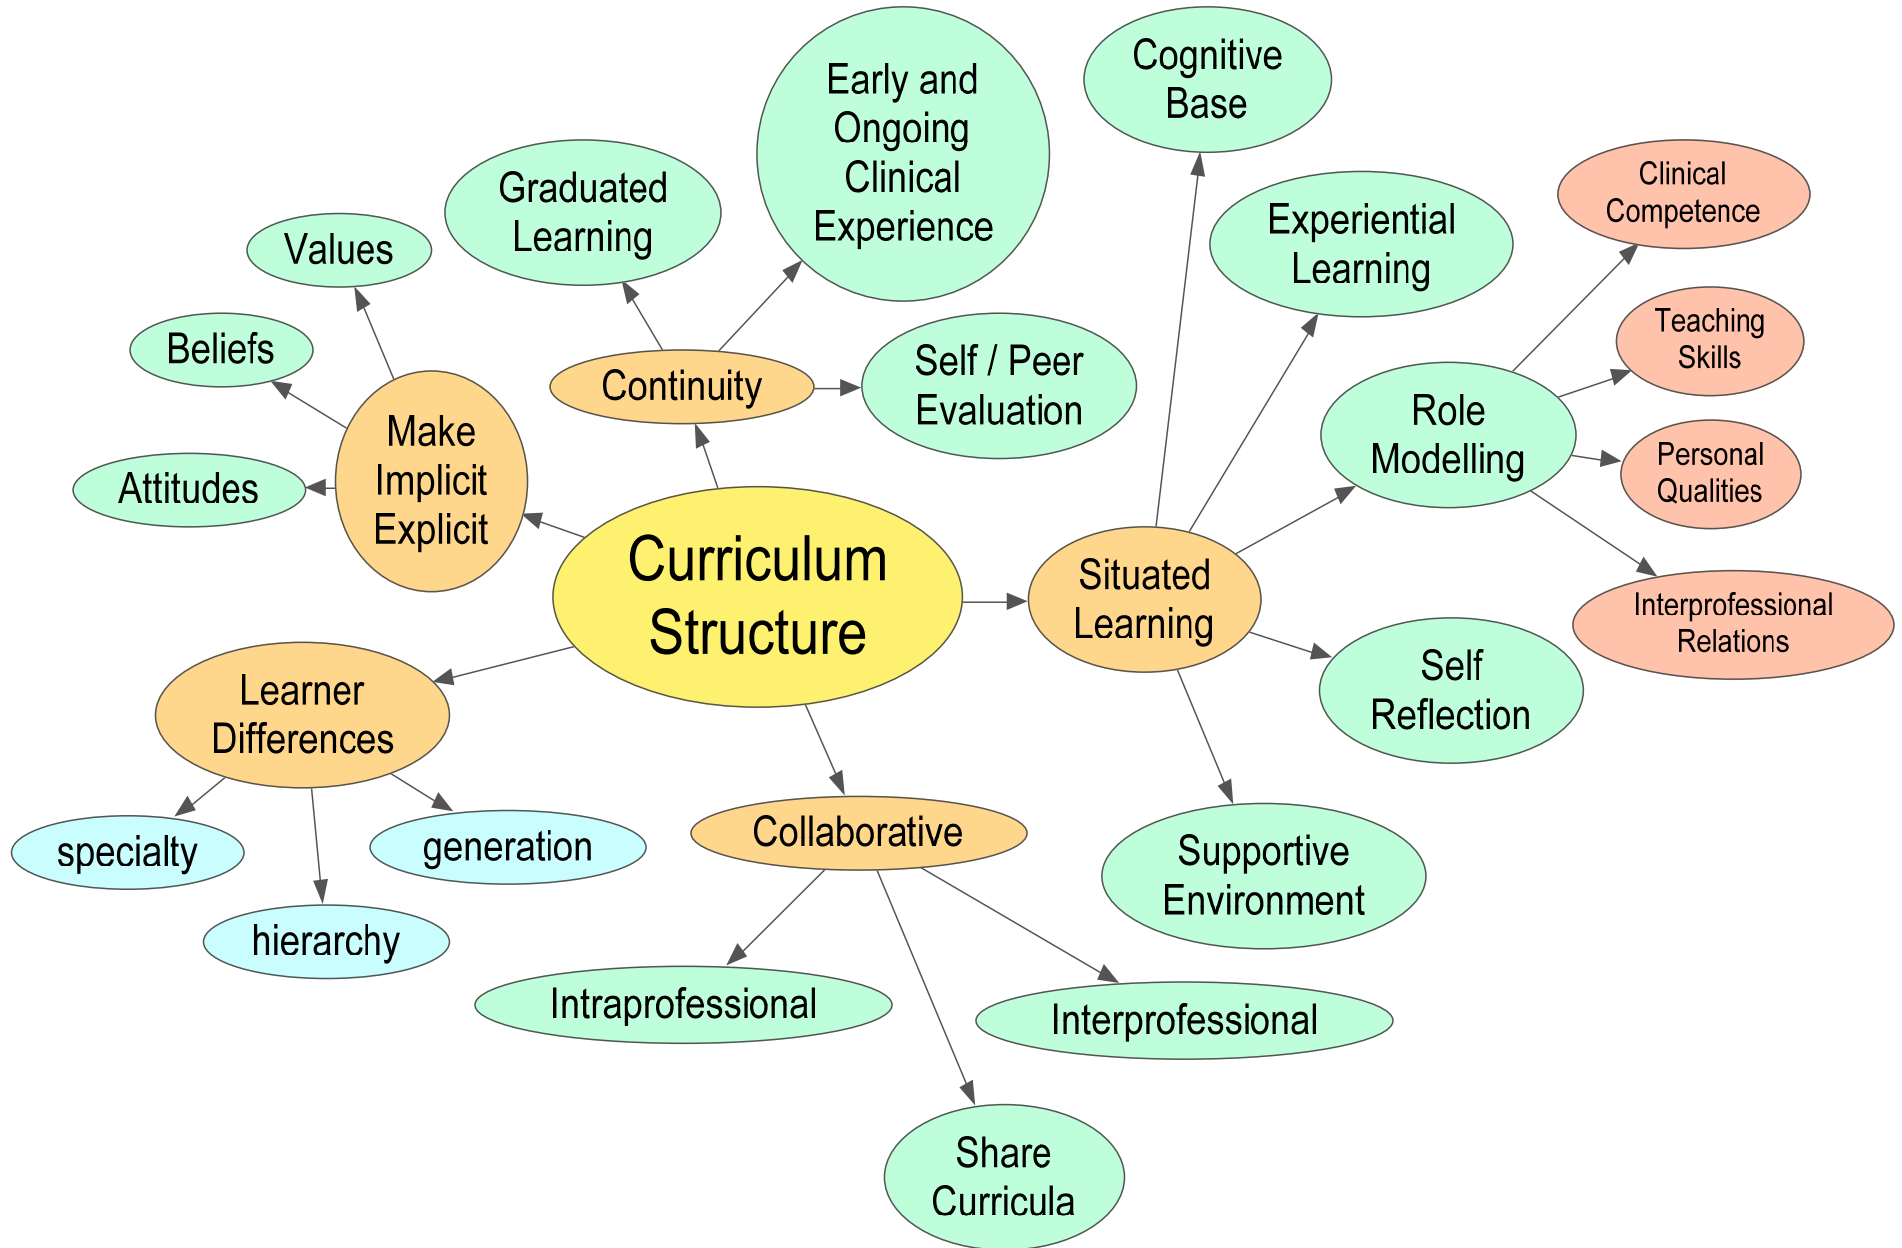 Early and
Ongoing
Clinical
Experience
Cognitive
Base
Graduated
Learning
Clinical
Competence
Values
Experiential
Learning
Beliefs
Teaching
Skills
Continuity
Self / Peer
Evaluation
Role
Modelling
Make
Implicit
Explicit
Attitudes
Personal
Qualities
Curriculum
Structure
Situated
Learning
Interprofessional
Relations
Learner
Differences
Self
Reflection
specialty
generation
hierarchy
Collaborative
Supportive
Environment
Intraprofessional
Interprofessional
Share
Curricula